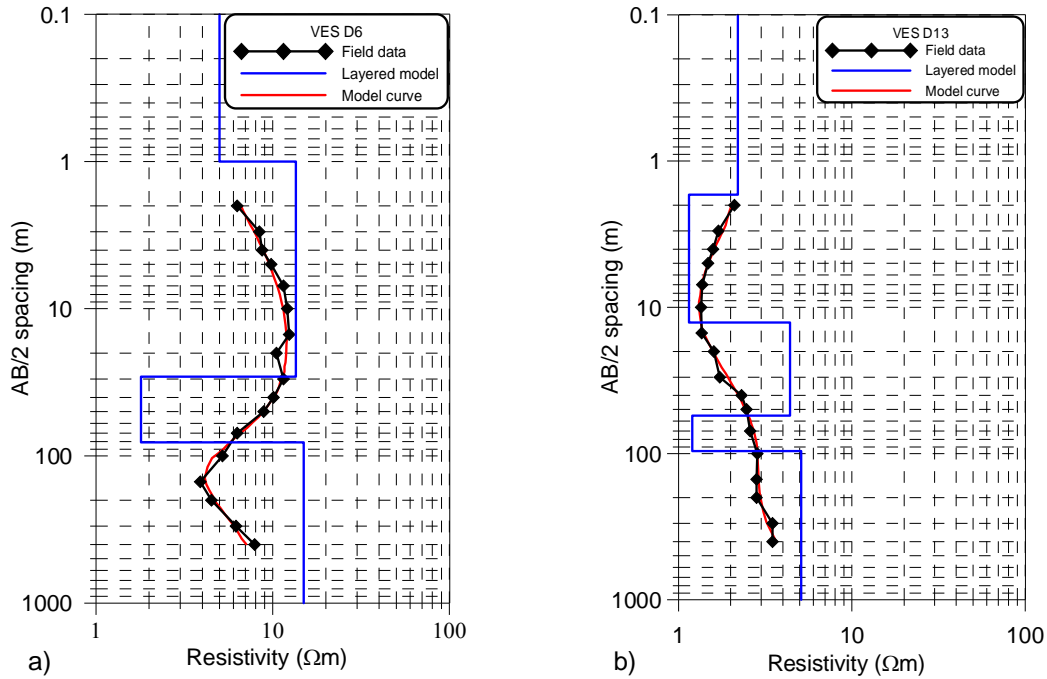 VES D6
Field data
Layered model
Model curve
0.1
1
10
100
1000
AB/2 spacing (m)
1 10 100
Resistivity (Ωm)
a)
VES D13
Field data
Layered model
Model curve
0.1
1
10
100
1000
AB/2 spacing (m)
1 10 100
Resistivity (Ωm)
b)